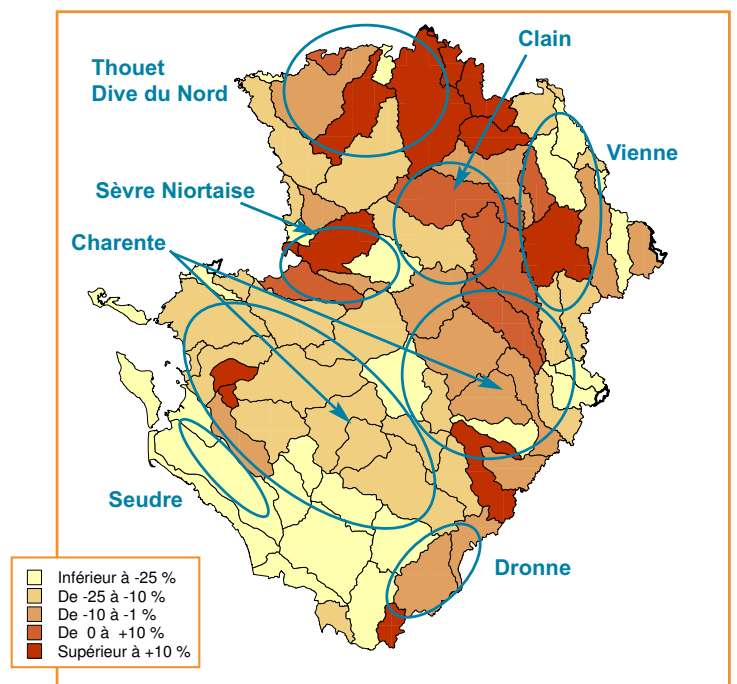 Clain
Thouet
Dive du Nord
Vienne
Sèvre Niortaise
Charente
Seudre
Dronne
Inférieur à -25 %
De -25 à -10 %
De -10 à -1 %
De 0 à +10 %
Supérieur à +10 %